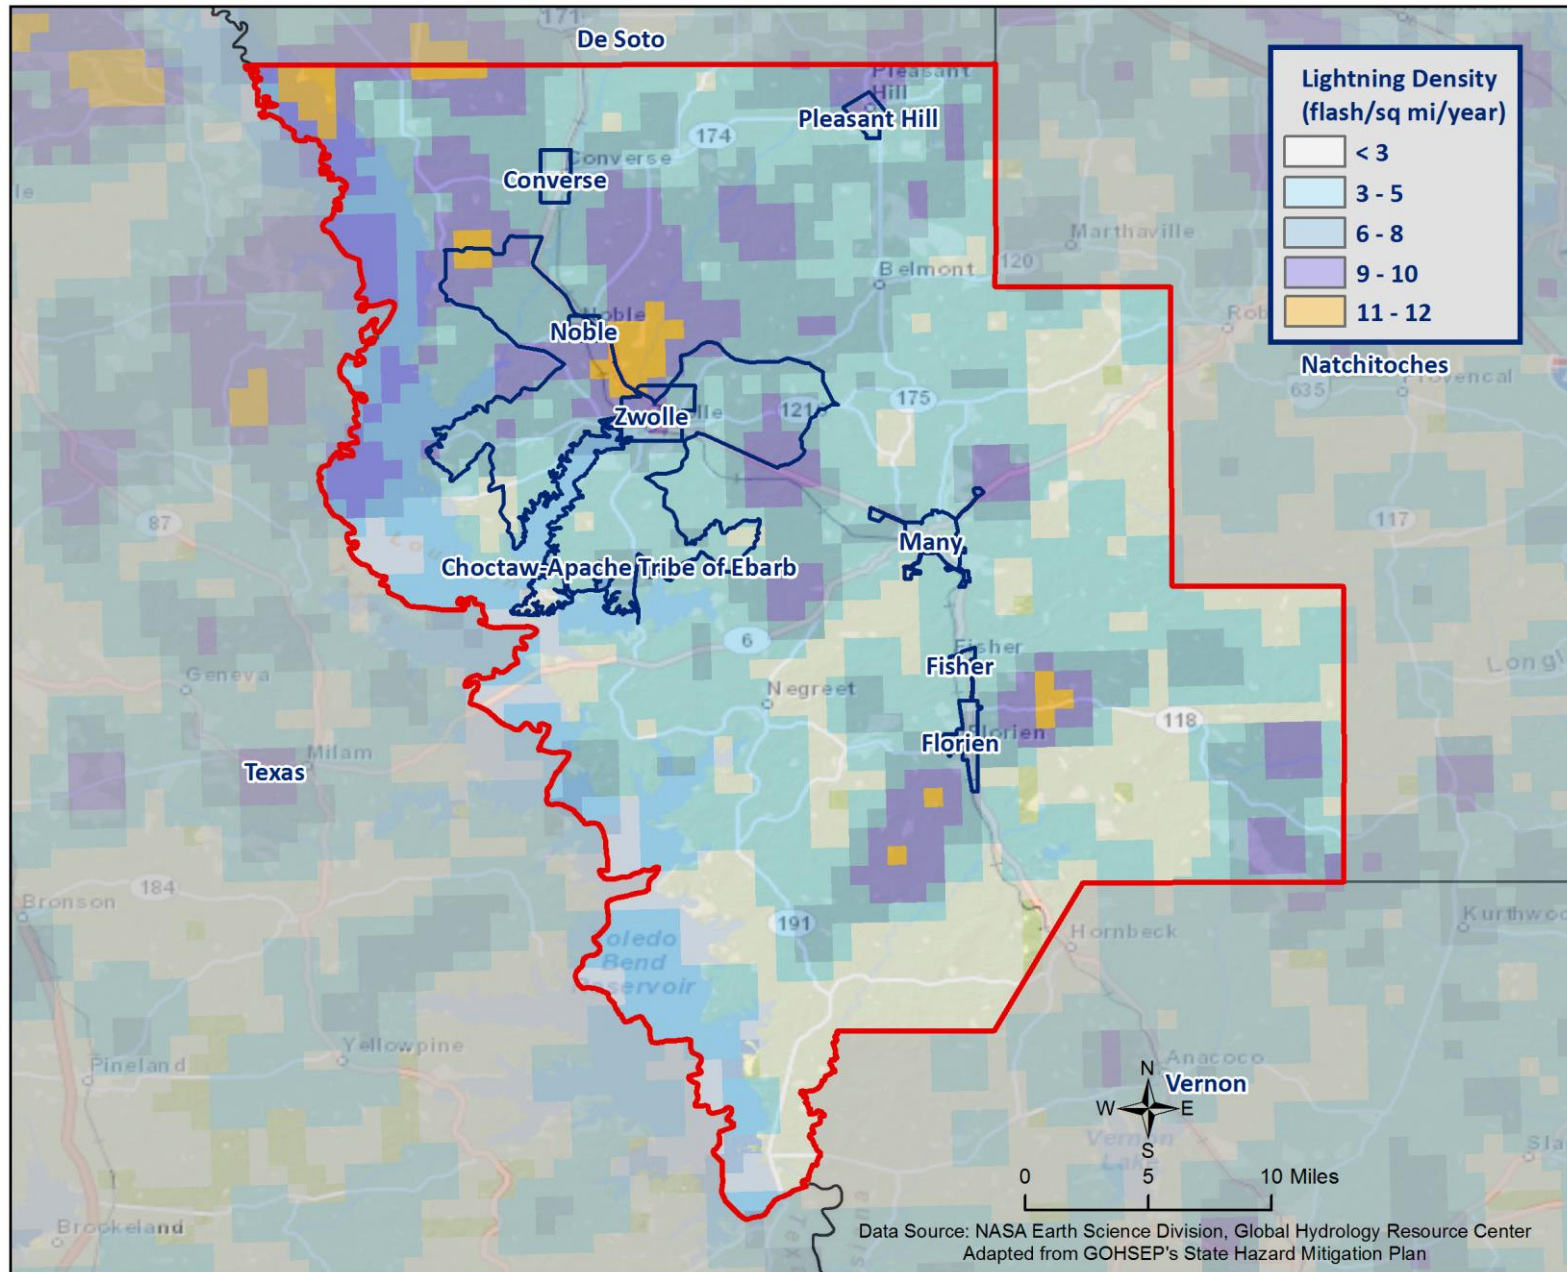 171
De Soto
Pleasant
Hill
Pleasant Hill
174
Converse
Converse
Lightning Density
(flash/sq mi/year)
< 3
3 - 5
6 - 8
9 - 10
11 - 12
Marthaville
120
Belmont
Noble
Noble
Natchitoches
Provencal
635
175
121
Zwolle
87
117
Many
Choctaw-Apache Tribe of Ebarb
6
Fisher
Fisher
Geneva
Negreet
118
Florien
Florien
Milam
Texas
184
Bronson
191
Toledo
Bend
Reservoir
Hornbeck
Yellowpine
Pineland
Anacoco
Vernon
N
W
E
S
Vernon
Lake
0
5
10 Miles
Brookeland
Data Source: NASA Earth Science Division, Global Hydrology Resource Center
Adapted from GOHSEP's State Hazard Mitigation Plan